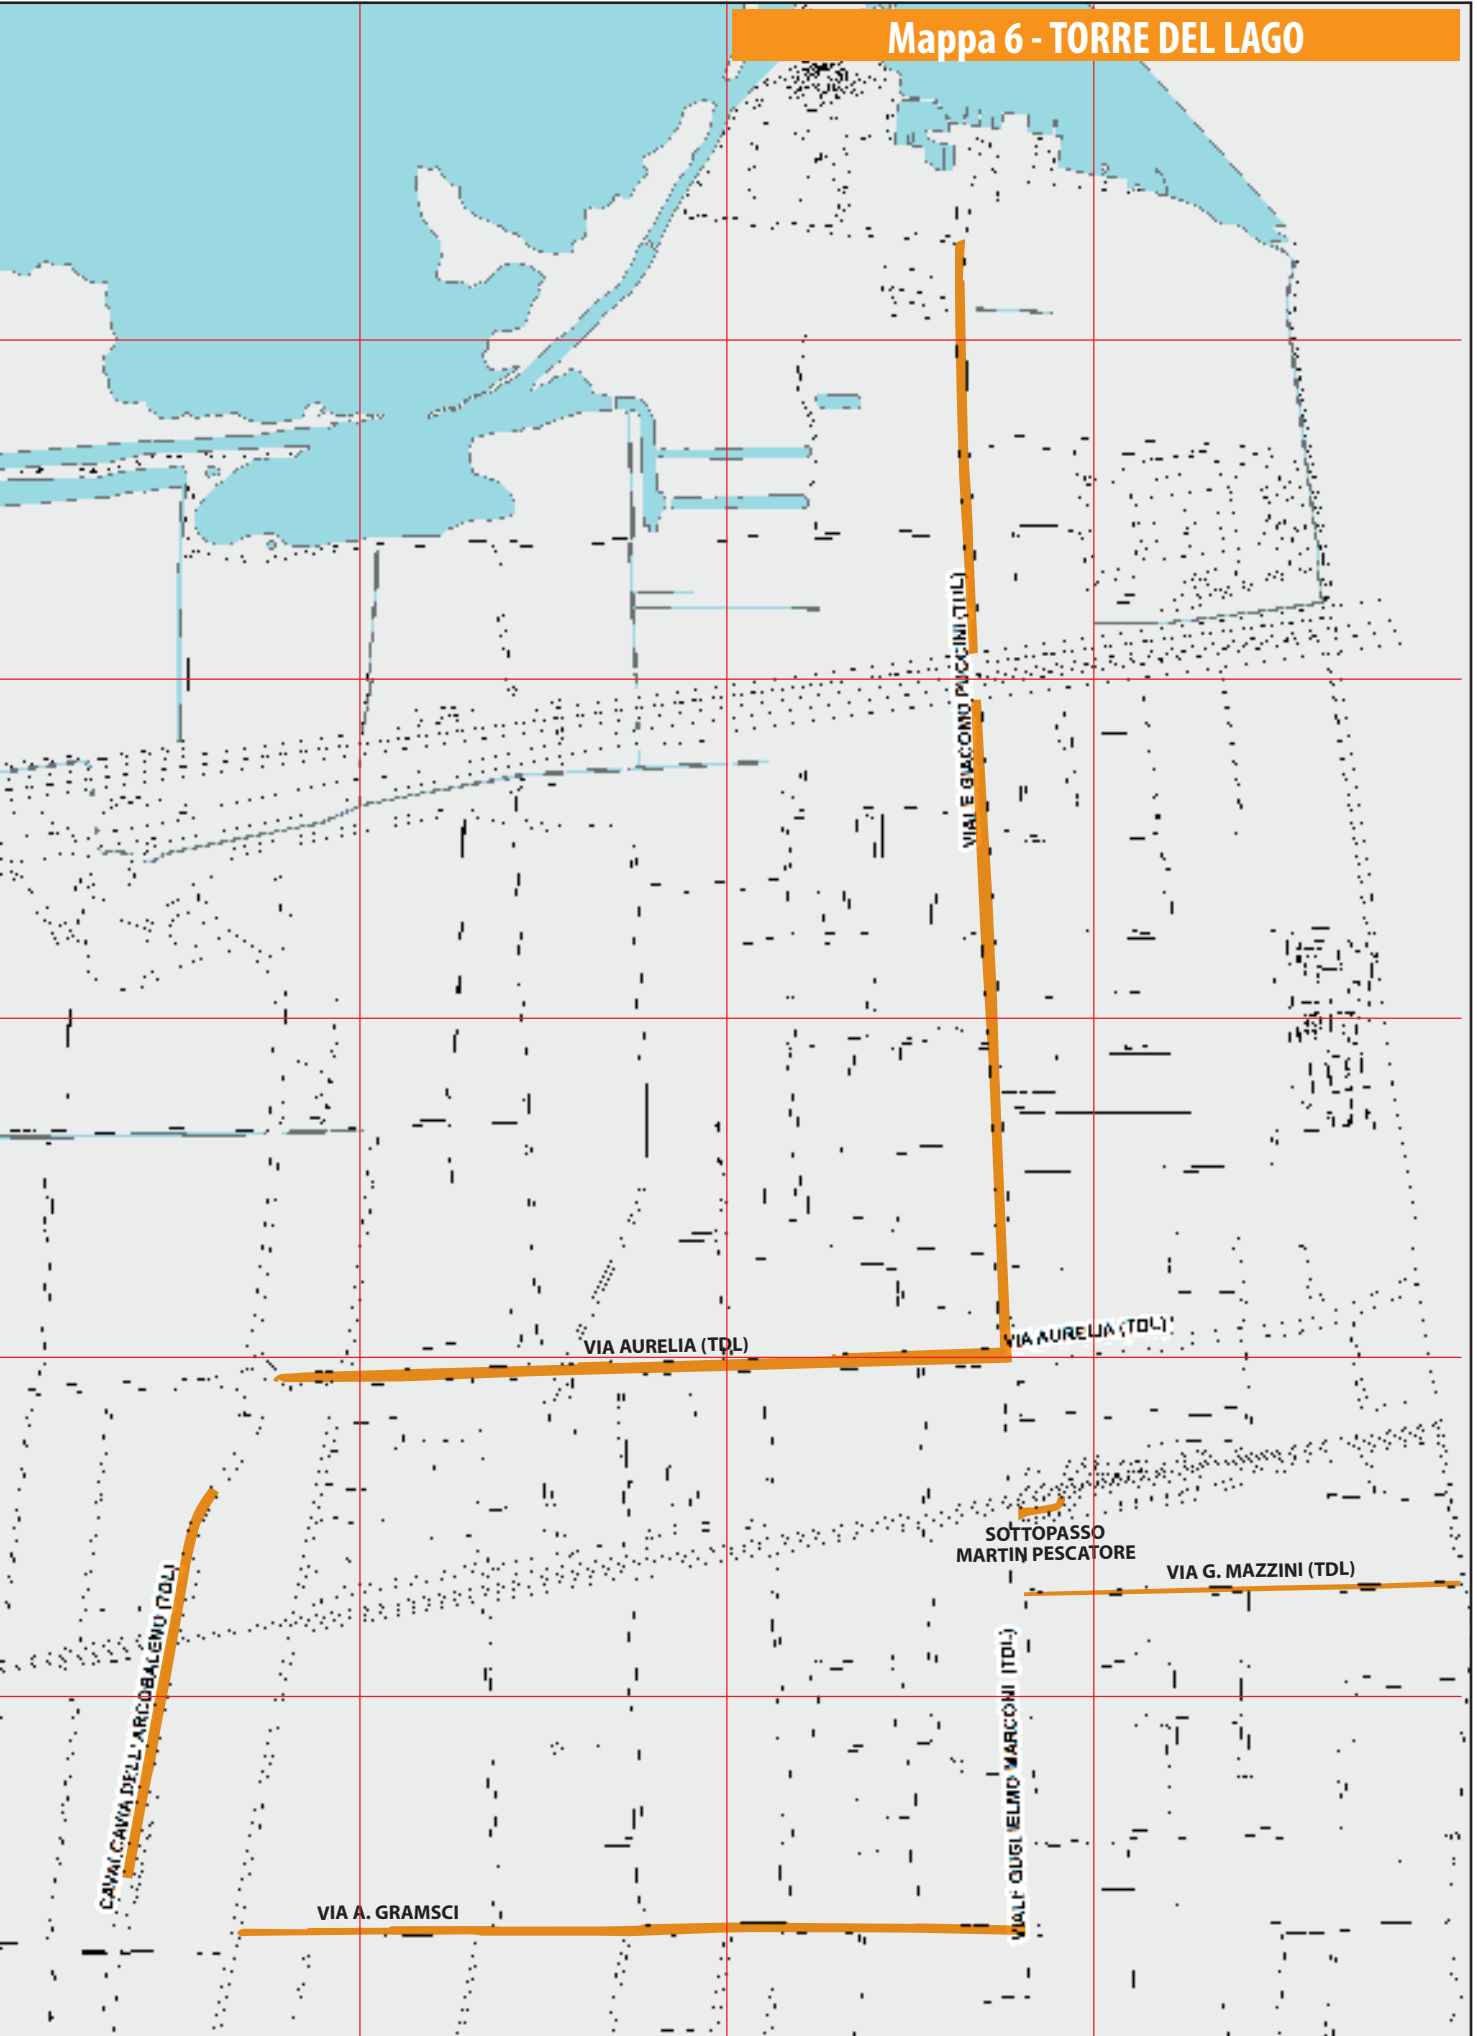 Mappa 6 - TORRE DEL LAGO
VIALE GIACOMO PUCCINI (TDL)
VIA AURELIA (TDL)
VIA AURELIA (TDL)
SOTTOPASSO
MARTIN PESCATORE
VIA G. MAZZINI (TDL)
CAVALCAVIA DELL' ARCOBALENO (TDL)
VIALE GUGLIELMO MARCONI (TDL)
VIA A. GRAMSCI